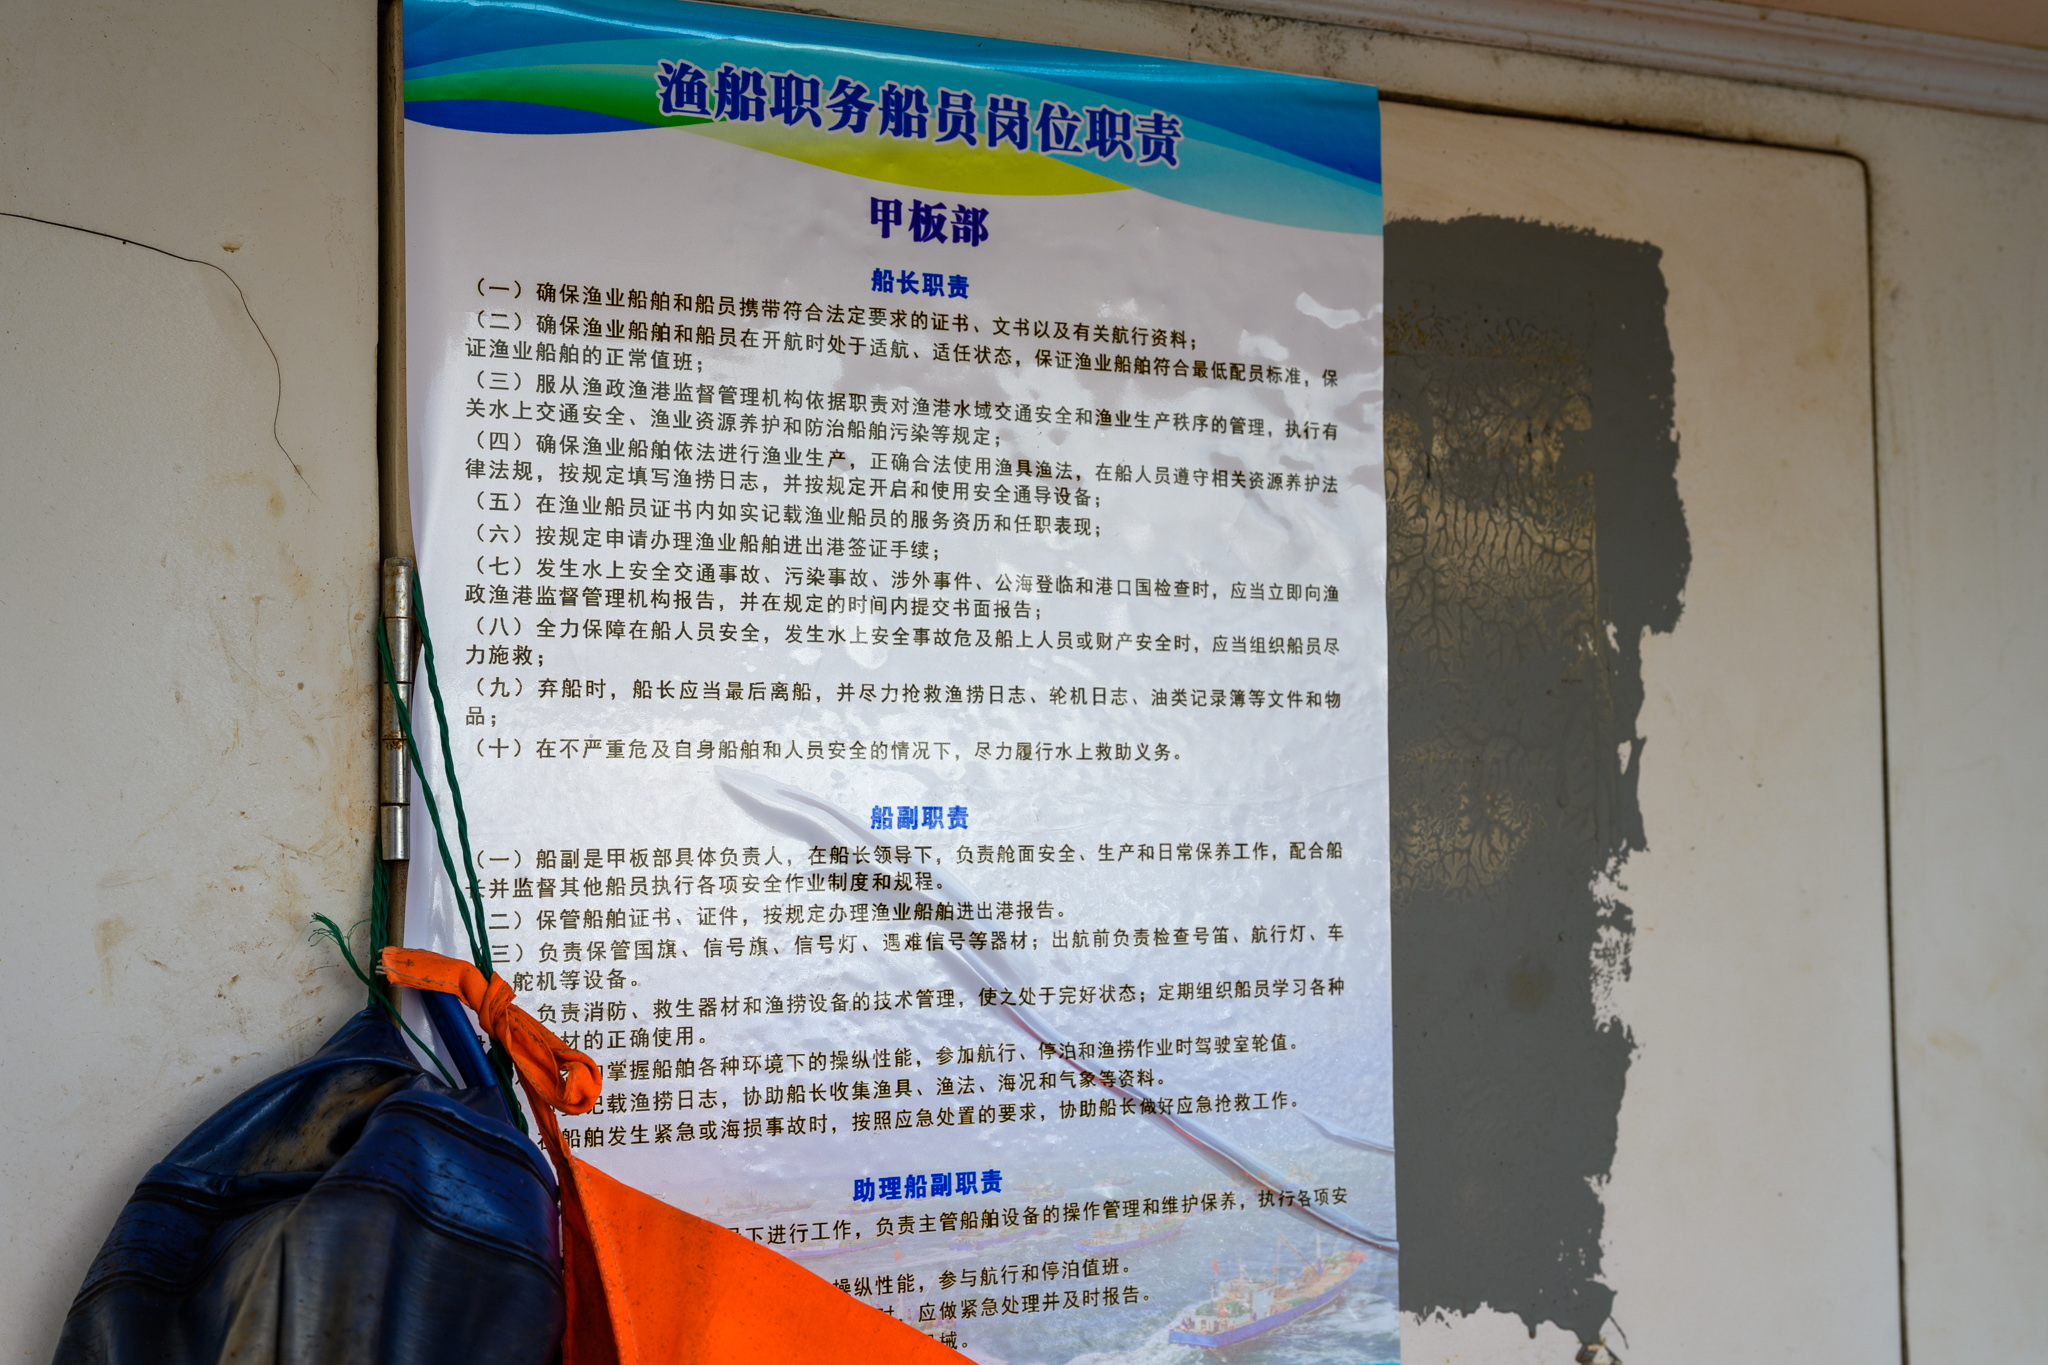 渔船职务船员岗位职责
甲板部
船长职责
（一）确保渔业船舶和船员携带符合法定要求的证书、文书以及有关航行资料；
（二）确保渔业船舶和船员在开航时处于适航、适任状态，保证渔业船舶符合最低配员标准，保
证渔业船舶的正常值班；
（三）服从渔政渔港监督管理机构依据职责对渔港水域交通安全和渔业生产秩序的管理，执行有
关水上交通安全、渔业资源养护和防治船舶污染等规定；
（四）确保渔业船舶依法进行渔业生产，正确合法使用渔具渔法，在船人员遵守相关资源养护法
律法规，按规定填写渔捞日志，并按规定开启和使用安全通导设备；
（五）在渔业船员证书内如实记载渔业船员的服务资历和任职表现；
（六）按规定申请办理渔业船舶进出港签证手续；
（七）发生水上安全交通事故、污染事故、涉外事件、公海登临和港口国检查时，应当立即向渔
政渔港监督管理机构报告，并在规定的时间内提交书面报告；
（八）全力保障在船人员安全，发生水上安全事故危及船上人员或财产安全时，应当组织船员尽
力施救；
（九）弃船时，船长应当最后离船，并尽力抢救渔捞日志、轮机日志、油类记录簿等文件和物
品；
（十）在不严重危及自身船舶和人员安全的情况下，尽力履行水上救助义务。
船副职责
（一）船副是甲板部具体负责人，在船长领导下，负责舱面安全、生产和日常保养工作，配合船
长并监督其他船员执行各项安全作业制度和规程。
二）保管船舶证书、证件，按规定办理渔业船舶进出港报告。
三）负责保管国旗、信号旗、信号灯、遇难信号等器材；出航前负责检查号笛、航行灯、车
舵机等设备。
负责消防、救生器材和渔捞设备的技术管理，使之处于完好状态；定期组织船员学习各种
材的正确使用。
掌握船舶各种环境下的操纵性能，参加航行、停泊和渔捞作业时驾驶室轮值。
记载渔捞日志，协助船长收集渔具、渔法、海况和气象等资料。
在船舶发生紧急或海损事故时，按照应急处置的要求，协助船长做好应急抢救工作。
助理船副职责
下进行工作，负责主管船舶设备的操作管理和维护保养，执行各项安
操纵性能，参与航行和停泊值班。
时，应做紧急处理并及时报告。
械。